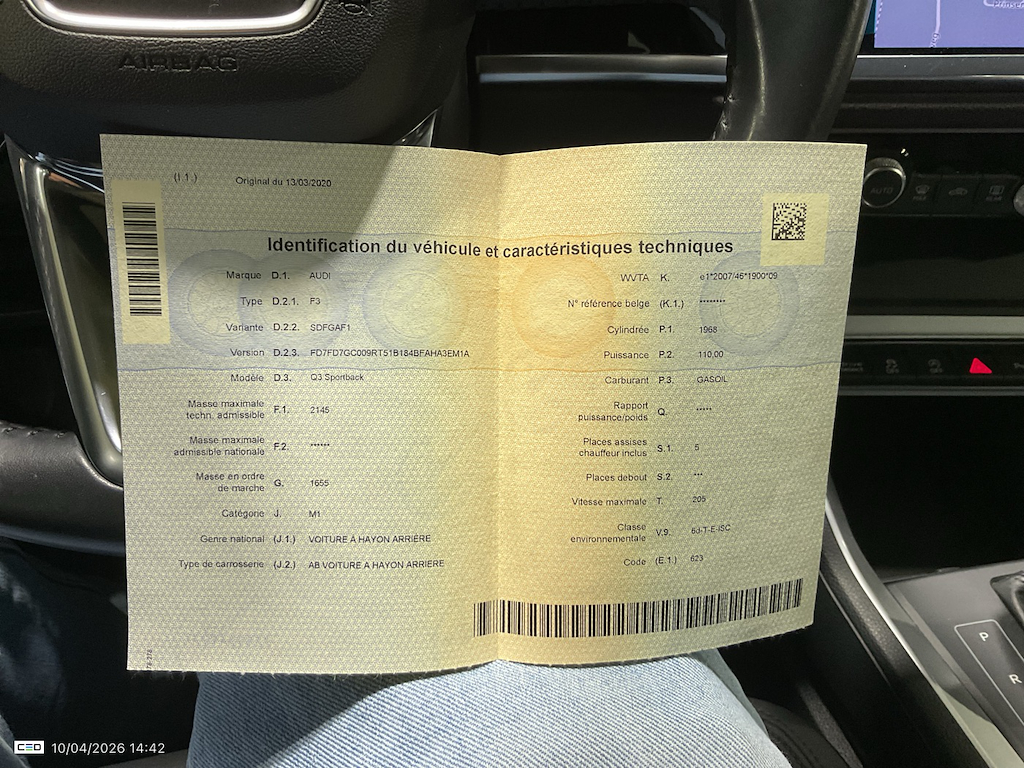 AIRBAG
Prinsen
AUTO
(I.1.) Original du 13/03/2020
Identification du véhicule et caractéristiques techniques
Marque D.1. AUDI
Type D.2.1. F3
Variante D.2.2. SDFGAF1
Version D.2.3. FD7FD7GC009RT51B184BFAHA3EM1A
Modèle D.3. Q3 Sportback
Masse maximale
techn. admissible F.1. 2145
Masse maximale
admissible nationale F.2. ******
Masse en ordre
de marche G. 1655
Catégorie J. M1
Genre national (J.1.) VOITURE A HAYON ARRIERE
Type de carrosserie (J.2.) AB VOITURE A HAYON ARRIERE
WVTA K. e1*2007/46*1900*09
N° référence belge (K.1.) ********
Cylindrée P.1. 1968
Puissance P.2. 110,00
Carburant P.3. GASOIL
Rapport
puissance/poids Q. *****
Places assises
chauffeur inclus S.1. 5
Places debout S.2. ***
Vitesse maximale T. 205
Classe
environnementale V.9. 6d-T-E-ISC
Code (E.1.) 623
P
R
CEO 10/04/2026 14:42